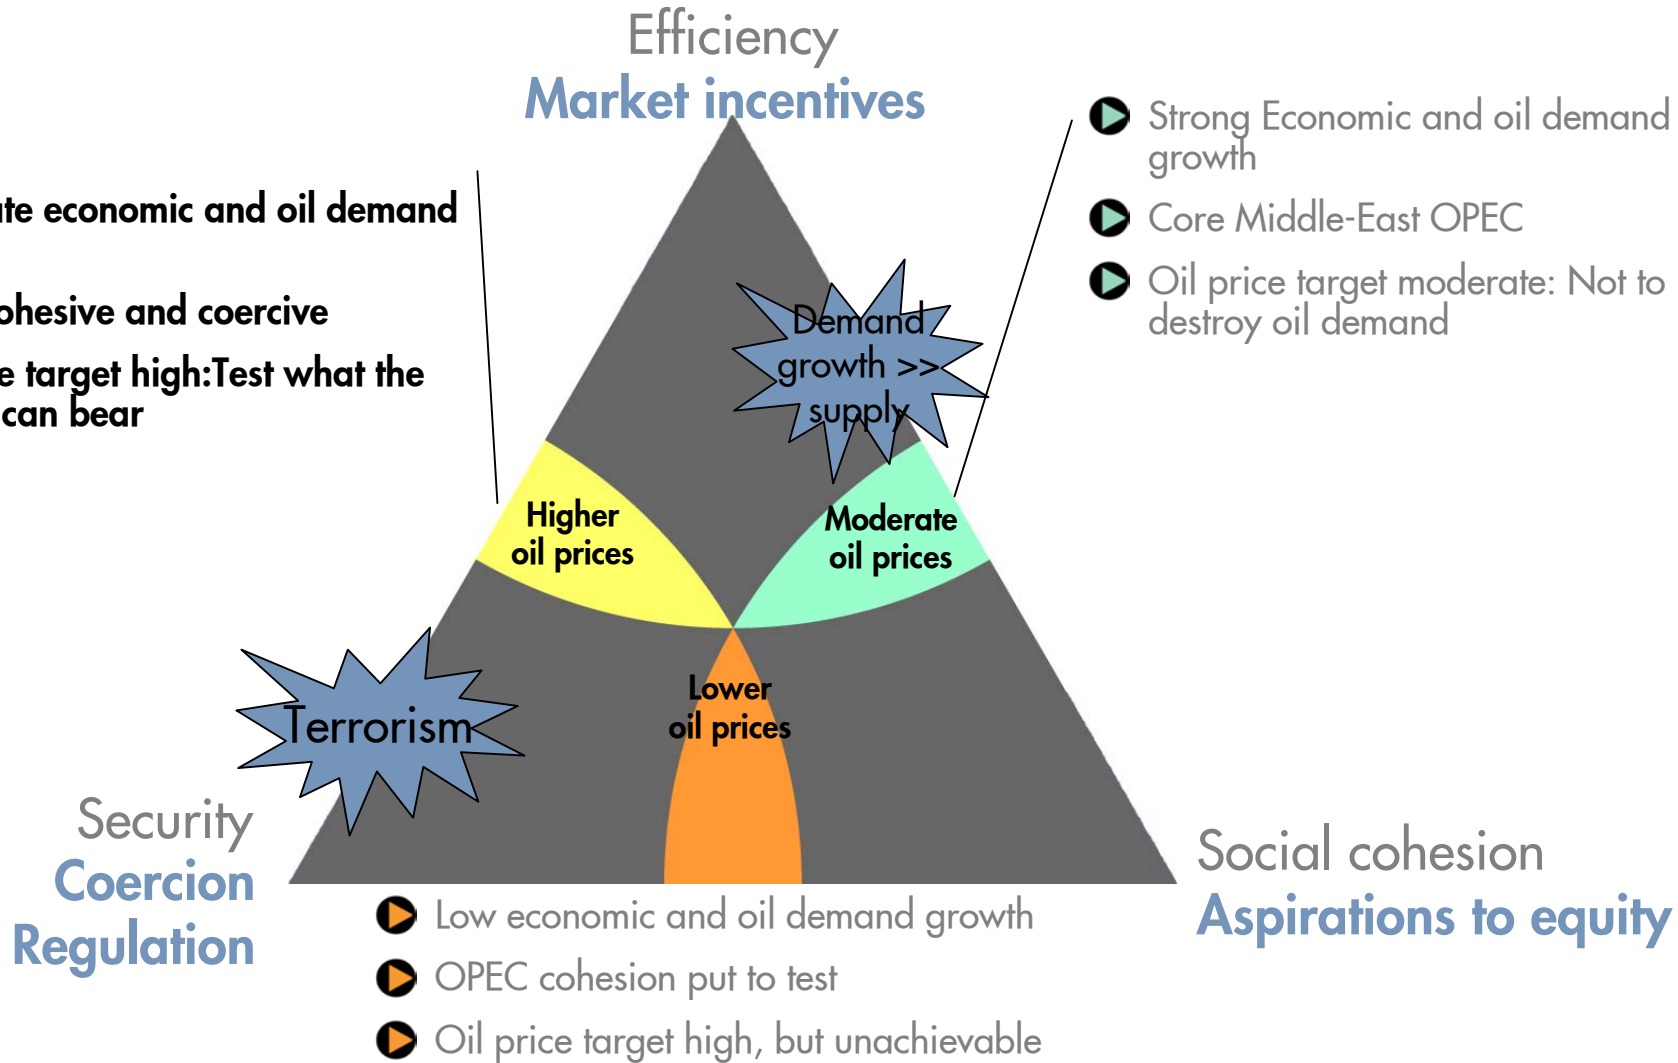 Efficiency
Market incentives
economic and oil demand
cohesive and coercive
target high:Test what the
can bear
Strong Economic and oil demand
growth
Core Middle-East OPEC
Oil price target moderate: Not to
destroy oil demand
Demand
growth >>
supply
Higher
oil prices
Moderate
oil prices
Lower
oil prices
Terrorism
Security
Coercion
Regulation
Social cohesion
Aspirations to equity
Low economic and oil demand growth
OPEC cohesion put to test
Oil price target high, but unachievable